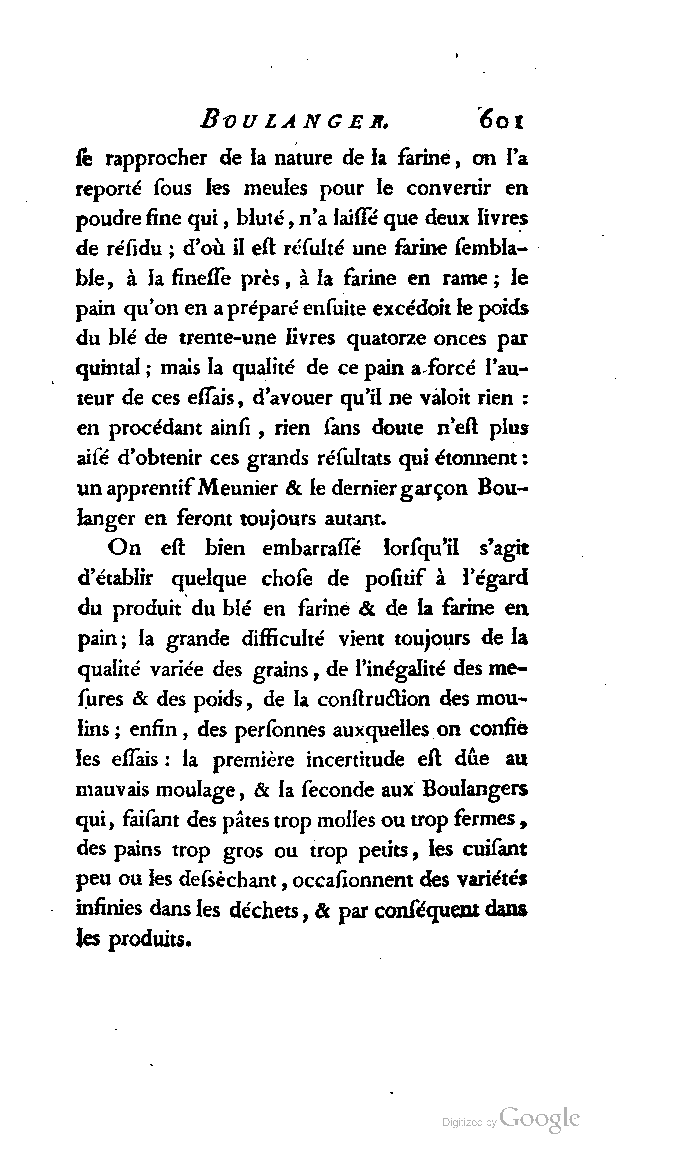 BOULANGER. 601
ſe rapprocher de la nature de la farine, on l'a
reporté ſous les meules pour le convertir en
poudre fine qui, bluté, n'a laiſſé que deux livres
de réſidu ; d'où il eſt réſulté une farine ſembla-
ble, à la fineſſe près, à la farine en rame ; le
pain qu'on en a préparé enſuite excédoit le poids
du blé de trente-une livres quatorze onces par
quintal ; mais la qualité de ce pain a forcé l'au-
teur de ces eſſais, d'avouer qu'il ne valoit rien :
en procédant ainſi, rien ſans doute n'eſt plus
aiſé d'obtenir ces grands réſultats qui étonnent :
un apprentif Meunier & le dernier garçon Bou-
langer en feront toujours autant.
On eſt bien embarraſſé lorſqu'il s'agit
d'établir quelque choſe de poſitif à l'égard
du produit du blé en farine & de la farine en
pain ; la grande difficulté vient toujours de la
qualité variée des grains, de l'inégalité des me-
ſures & des poids, de la conſtruction des mou-
lins ; enfin, des perſonnes auxquelles on confie
les eſſais : la première incertitude eſt dûe au
mauvais moulage, & la ſeconde aux Boulangers
qui, faiſant des pâtes trop molles ou trop fermes,
des pains trop gros ou trop petits, les cuiſant
peu ou les deſsèchant, occaſionnent des variétés
infinies dans les déchets, & par conſéquent dans
les produits.
Digitized by Google